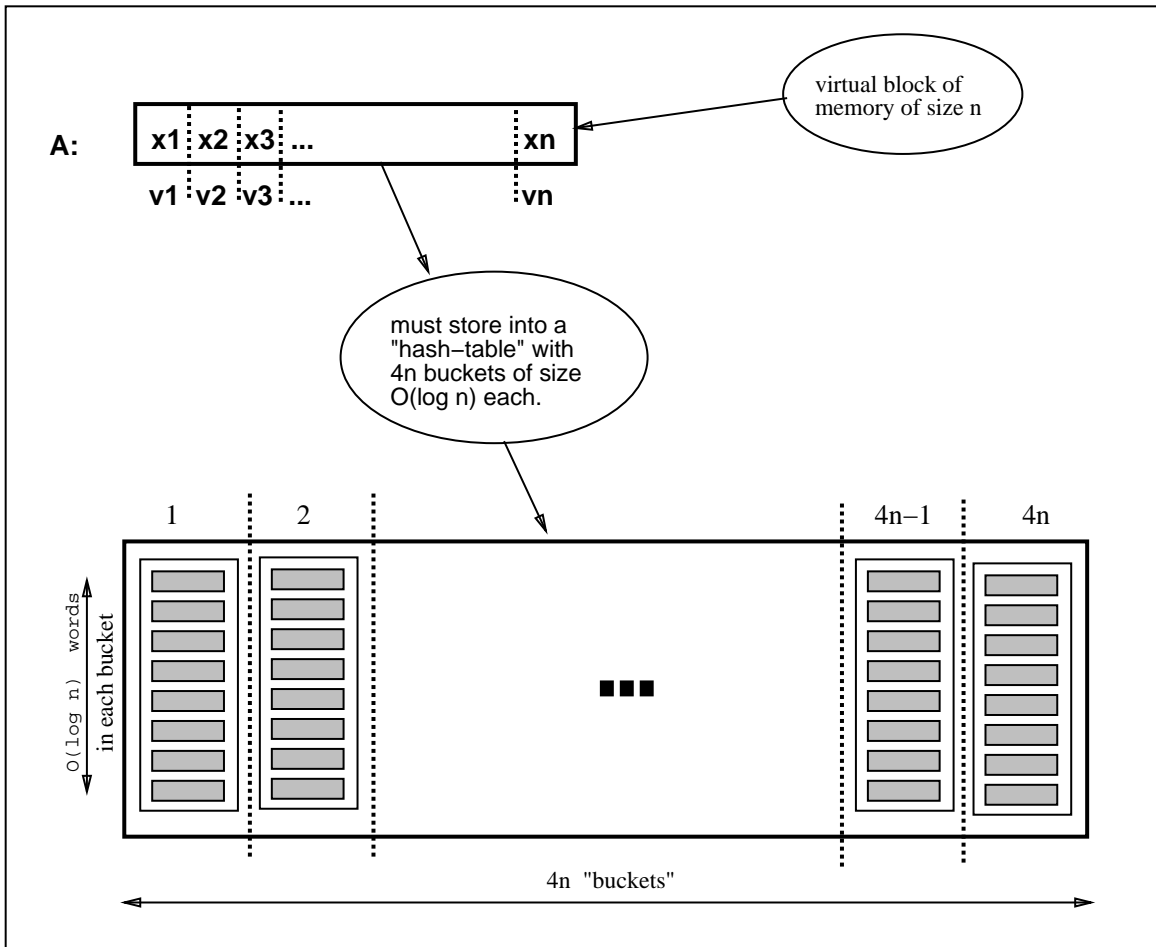 virtual block of
memory of size n
A:
x1 x2 x3 ... xn
v1 v2 v3 ... vn
must store into a
"hash−table" with
4n buckets of size
O(log n) each.
1 2 4n−1 4n
O(log n) words
in each bucket
4n "buckets"